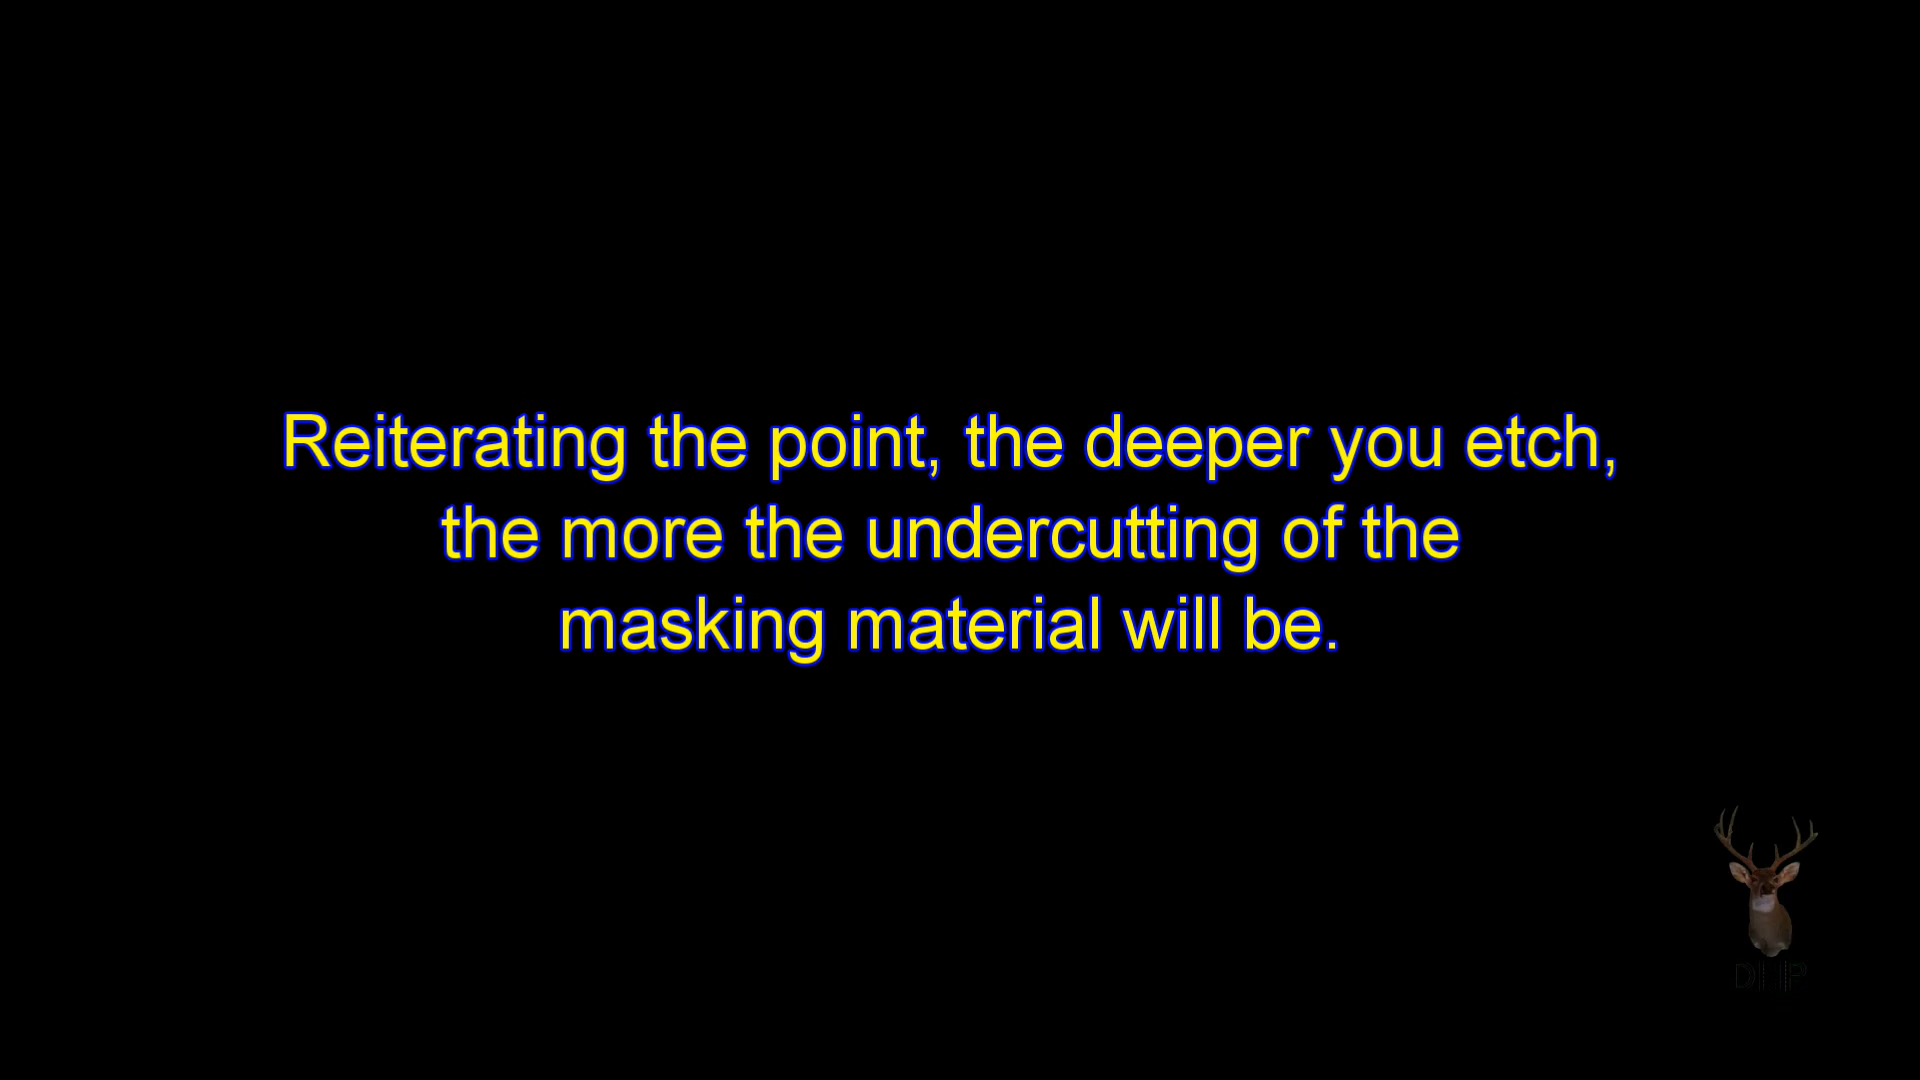 Reiterating the point, the deeper you etch,
the more the undercutting of the
masking material will be.